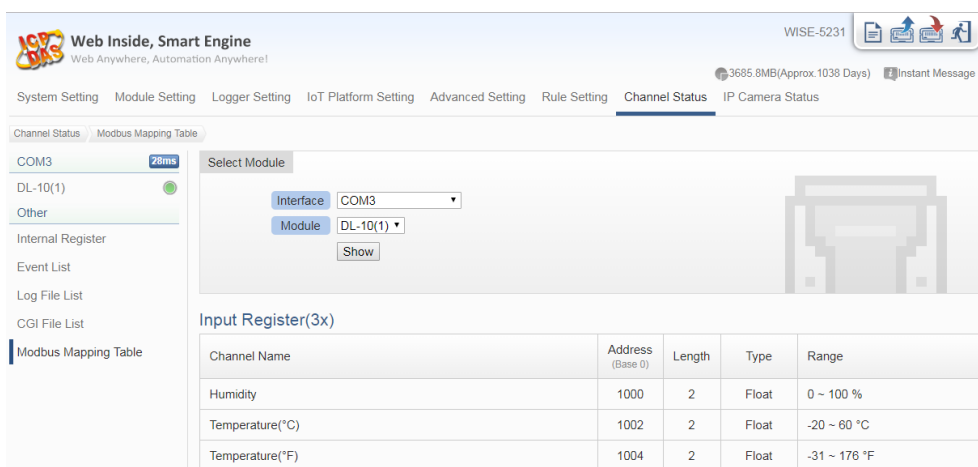 ICP DAS
Web Inside, Smart Engine
Web Anywhere, Automation Anywhere!
WISE-5231
3685.8MB(Approx.1038 Days) Instant Message
System Setting Module Setting Logger Setting IoT Platform Setting Advanced Setting Rule Setting Channel Status IP Camera Status
Channel Status Modbus Mapping Table
COM3 28ms
DL-10(1)
Other
Internal Register
Event List
Log File List
CGI File List
Modbus Mapping Table
Select Module
Interface COM3
Module DL-10(1)
Show
Input Register(3x)
Channel Name Address (Base 0) Length Type Range
Humidity 1000 2 Float 0 ~ 100 %
Temperature(°C) 1002 2 Float -20 ~ 60 °C
Temperature(°F) 1004 2 Float -31 ~ 176 °F